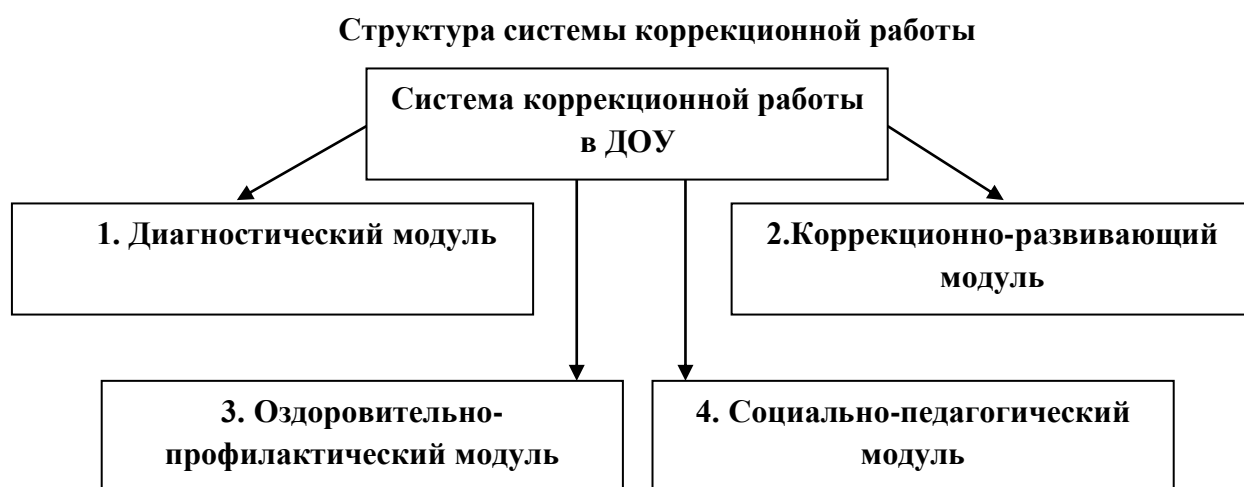 Структура системы коррекционной работы
Система коррекционной работы
в ДОУ
1. Диагностический модуль
2.Коррекционно-развивающий
модуль
3. Оздоровительно-
профилактический модуль
4. Социально-педагогический
модуль